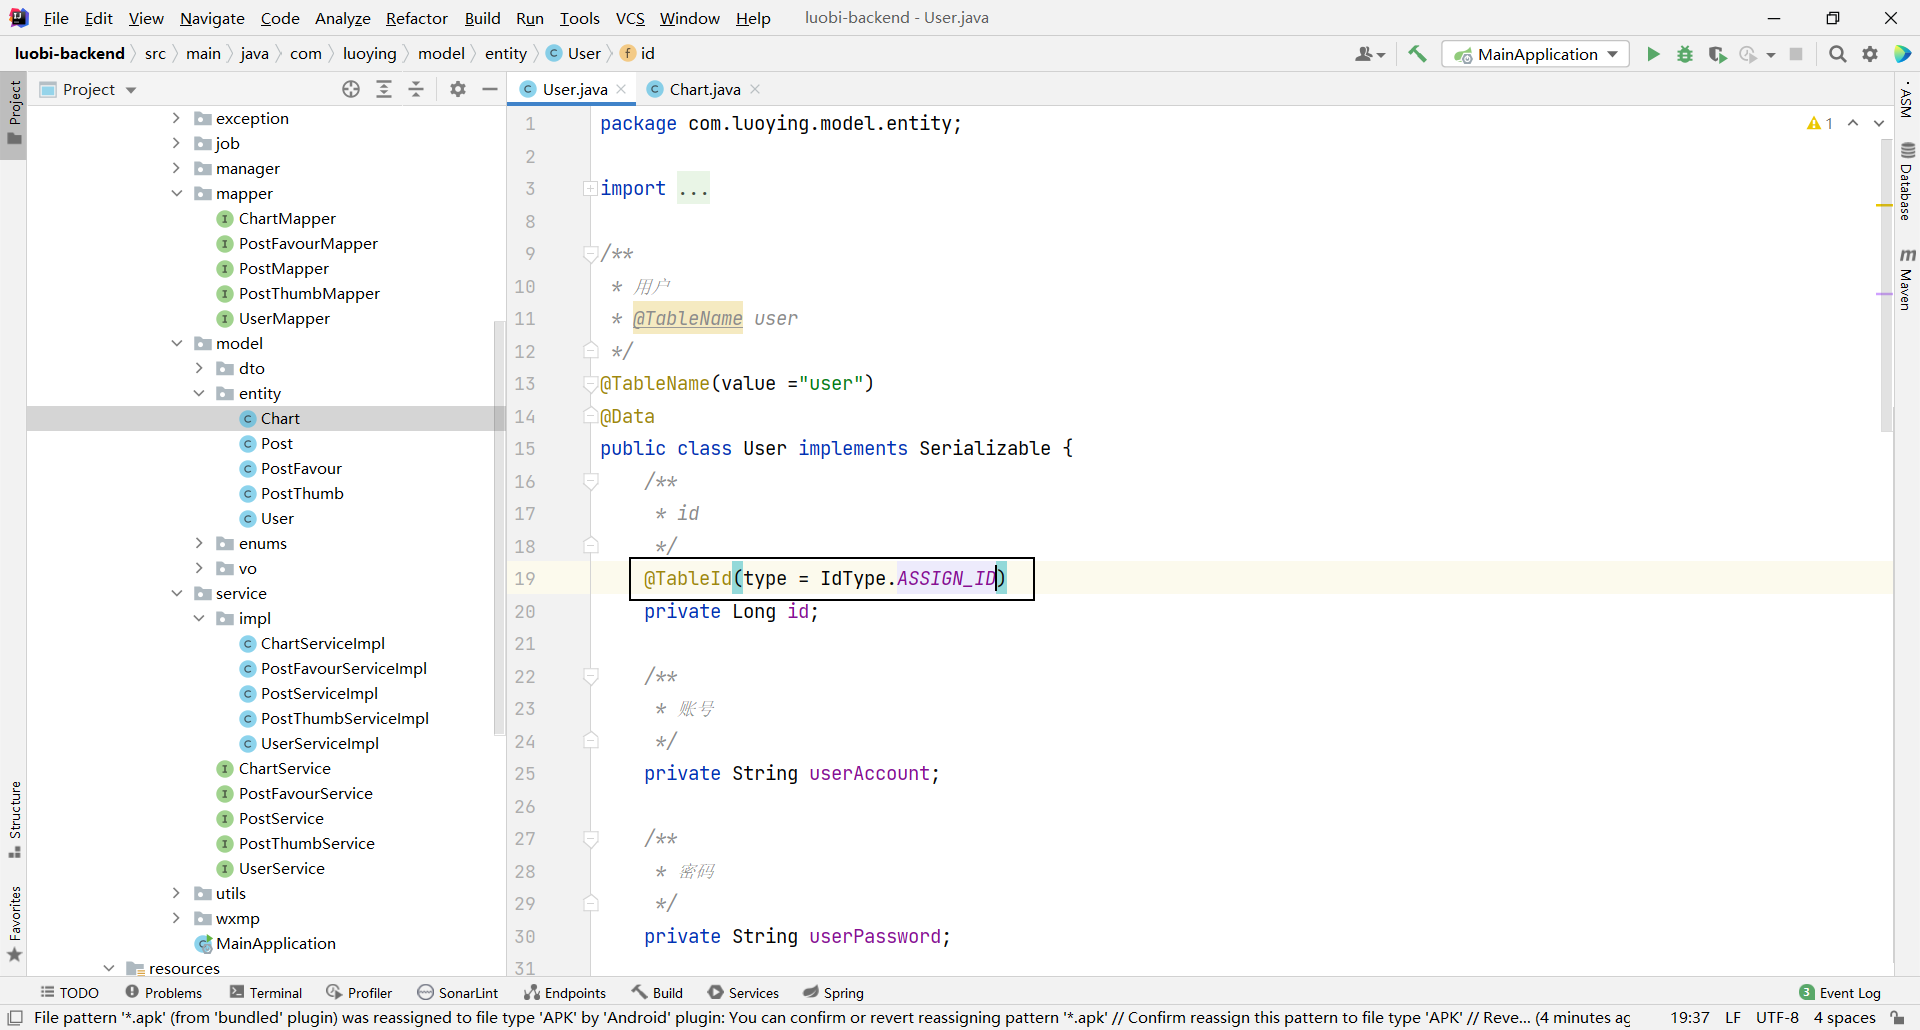 File Edit View Navigate Code Analyze Refactor Build Run Tools VCS Window Help luobi-backend - User.java
luobi-backend src main java com luoying model entity User id
MainApplication
Project
Project
Structure
Favorites
exception
job
manager
mapper
ChartMapper
PostFavourMapper
PostMapper
PostThumbMapper
UserMapper
model
dto
entity
Chart
Post
PostFavour
PostThumb
User
enums
vo
service
impl
ChartServiceImpl
PostFavourServiceImpl
PostServiceImpl
PostThumbServiceImpl
UserServiceImpl
ChartService
PostFavourService
PostService
PostThumbService
UserService
utils
wxmp
MainApplication
resources
User.java Chart.java
1 package com.luoying.model.entity;
2
3 import ...
8
9 /**
10 * 用户
11 * @TableName user
12 */
13 @TableName(value ="user")
14 @Data
15 public class User implements Serializable {
16 /**
17 * id
18 */
19 @TableId(type = IdType.ASSIGN_ID)
20 private Long id;
21
22 /**
23 * 账号
24 */
25 private String userAccount;
26
27 /**
28 * 密码
29 */
30 private String userPassword;
31
1
ASM
Database
Maven
TODO Problems Terminal Profiler SonarLint Endpoints Build Services Spring 3 Event Log
File pattern '*.apk' (from 'bundled' plugin) was reassigned to file type 'APK' by 'Android' plugin: You can confirm or revert reassigning pattern '*.apk' // Confirm reassign this pattern to file type 'APK' // Reve... (4 minutes ag 19:37 LF UTF-8 4 spaces